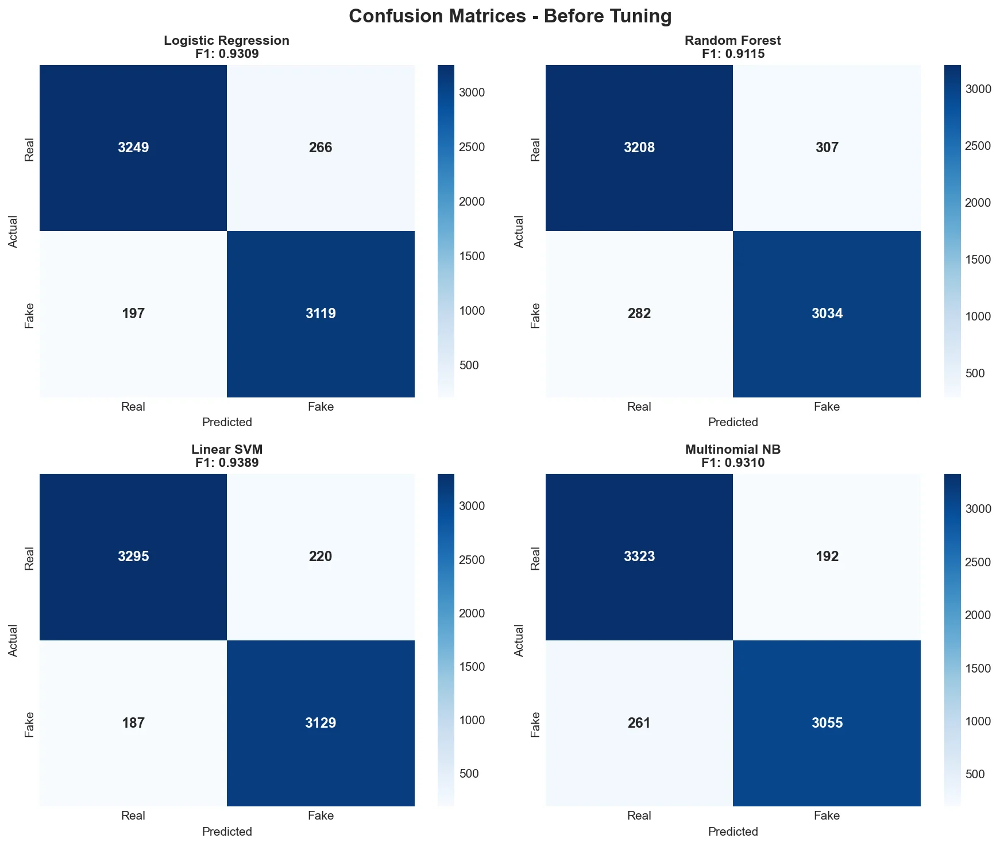 Confusion Matrices - Before Tuning
Logistic Regression
F1: 0.9309
Actual
Real
Fake
3249
266
197
3119
Real
Fake
Predicted
3000
2500
2000
1500
1000
500
Random Forest
F1: 0.9115
Actual
Real
Fake
3208
307
282
3034
Real
Fake
Predicted
3000
2500
2000
1500
1000
500
Linear SVM
F1: 0.9389
Actual
Real
Fake
3295
220
187
3129
Real
Fake
Predicted
3000
2500
2000
1500
1000
500
Multinomial NB
F1: 0.9310
Actual
Real
Fake
3323
192
261
3055
Real
Fake
Predicted
3000
2500
2000
1500
1000
500